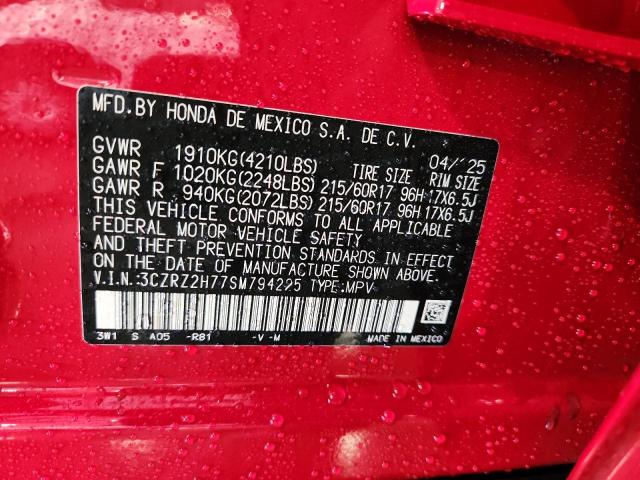 MFD.BY HONDA DE MEXICO S.A. DE C.V.
04/'25
GVWR 1910KG(4210LBS) TIRE SIZE RIM SIZE
GAWR F 1020KG(2248LBS) 215/60R17 96H 17X6.5J
GAWR R 940KG(2072LBS) 215/60R17 96H 17X6.5J
THIS VEHICLE CONFORMS TO ALL APPLICABLE
FEDERAL MOTOR VEHICLE SAFETY
AND THEFT PREVENTION STANDARDS IN EFFECT
ON THE DATE OF MANUFACTURE SHOWN ABOVE.
V.I.N.:3CZRZ2H77SM794225 TYPE:MPV
3W1 S A05 -R81 -V -M MADE IN MEXICO